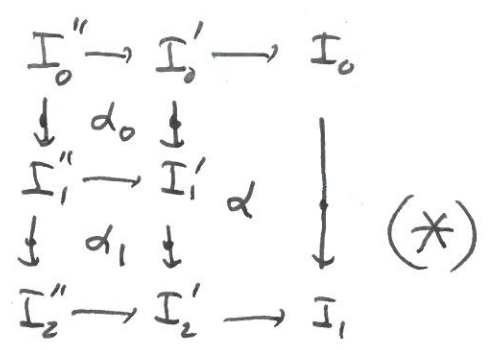 I₀'' → I₀' → I₀
α₀
I₁'' → I₁' α
(*)
α₁
I₂'' → I₂' → I₁